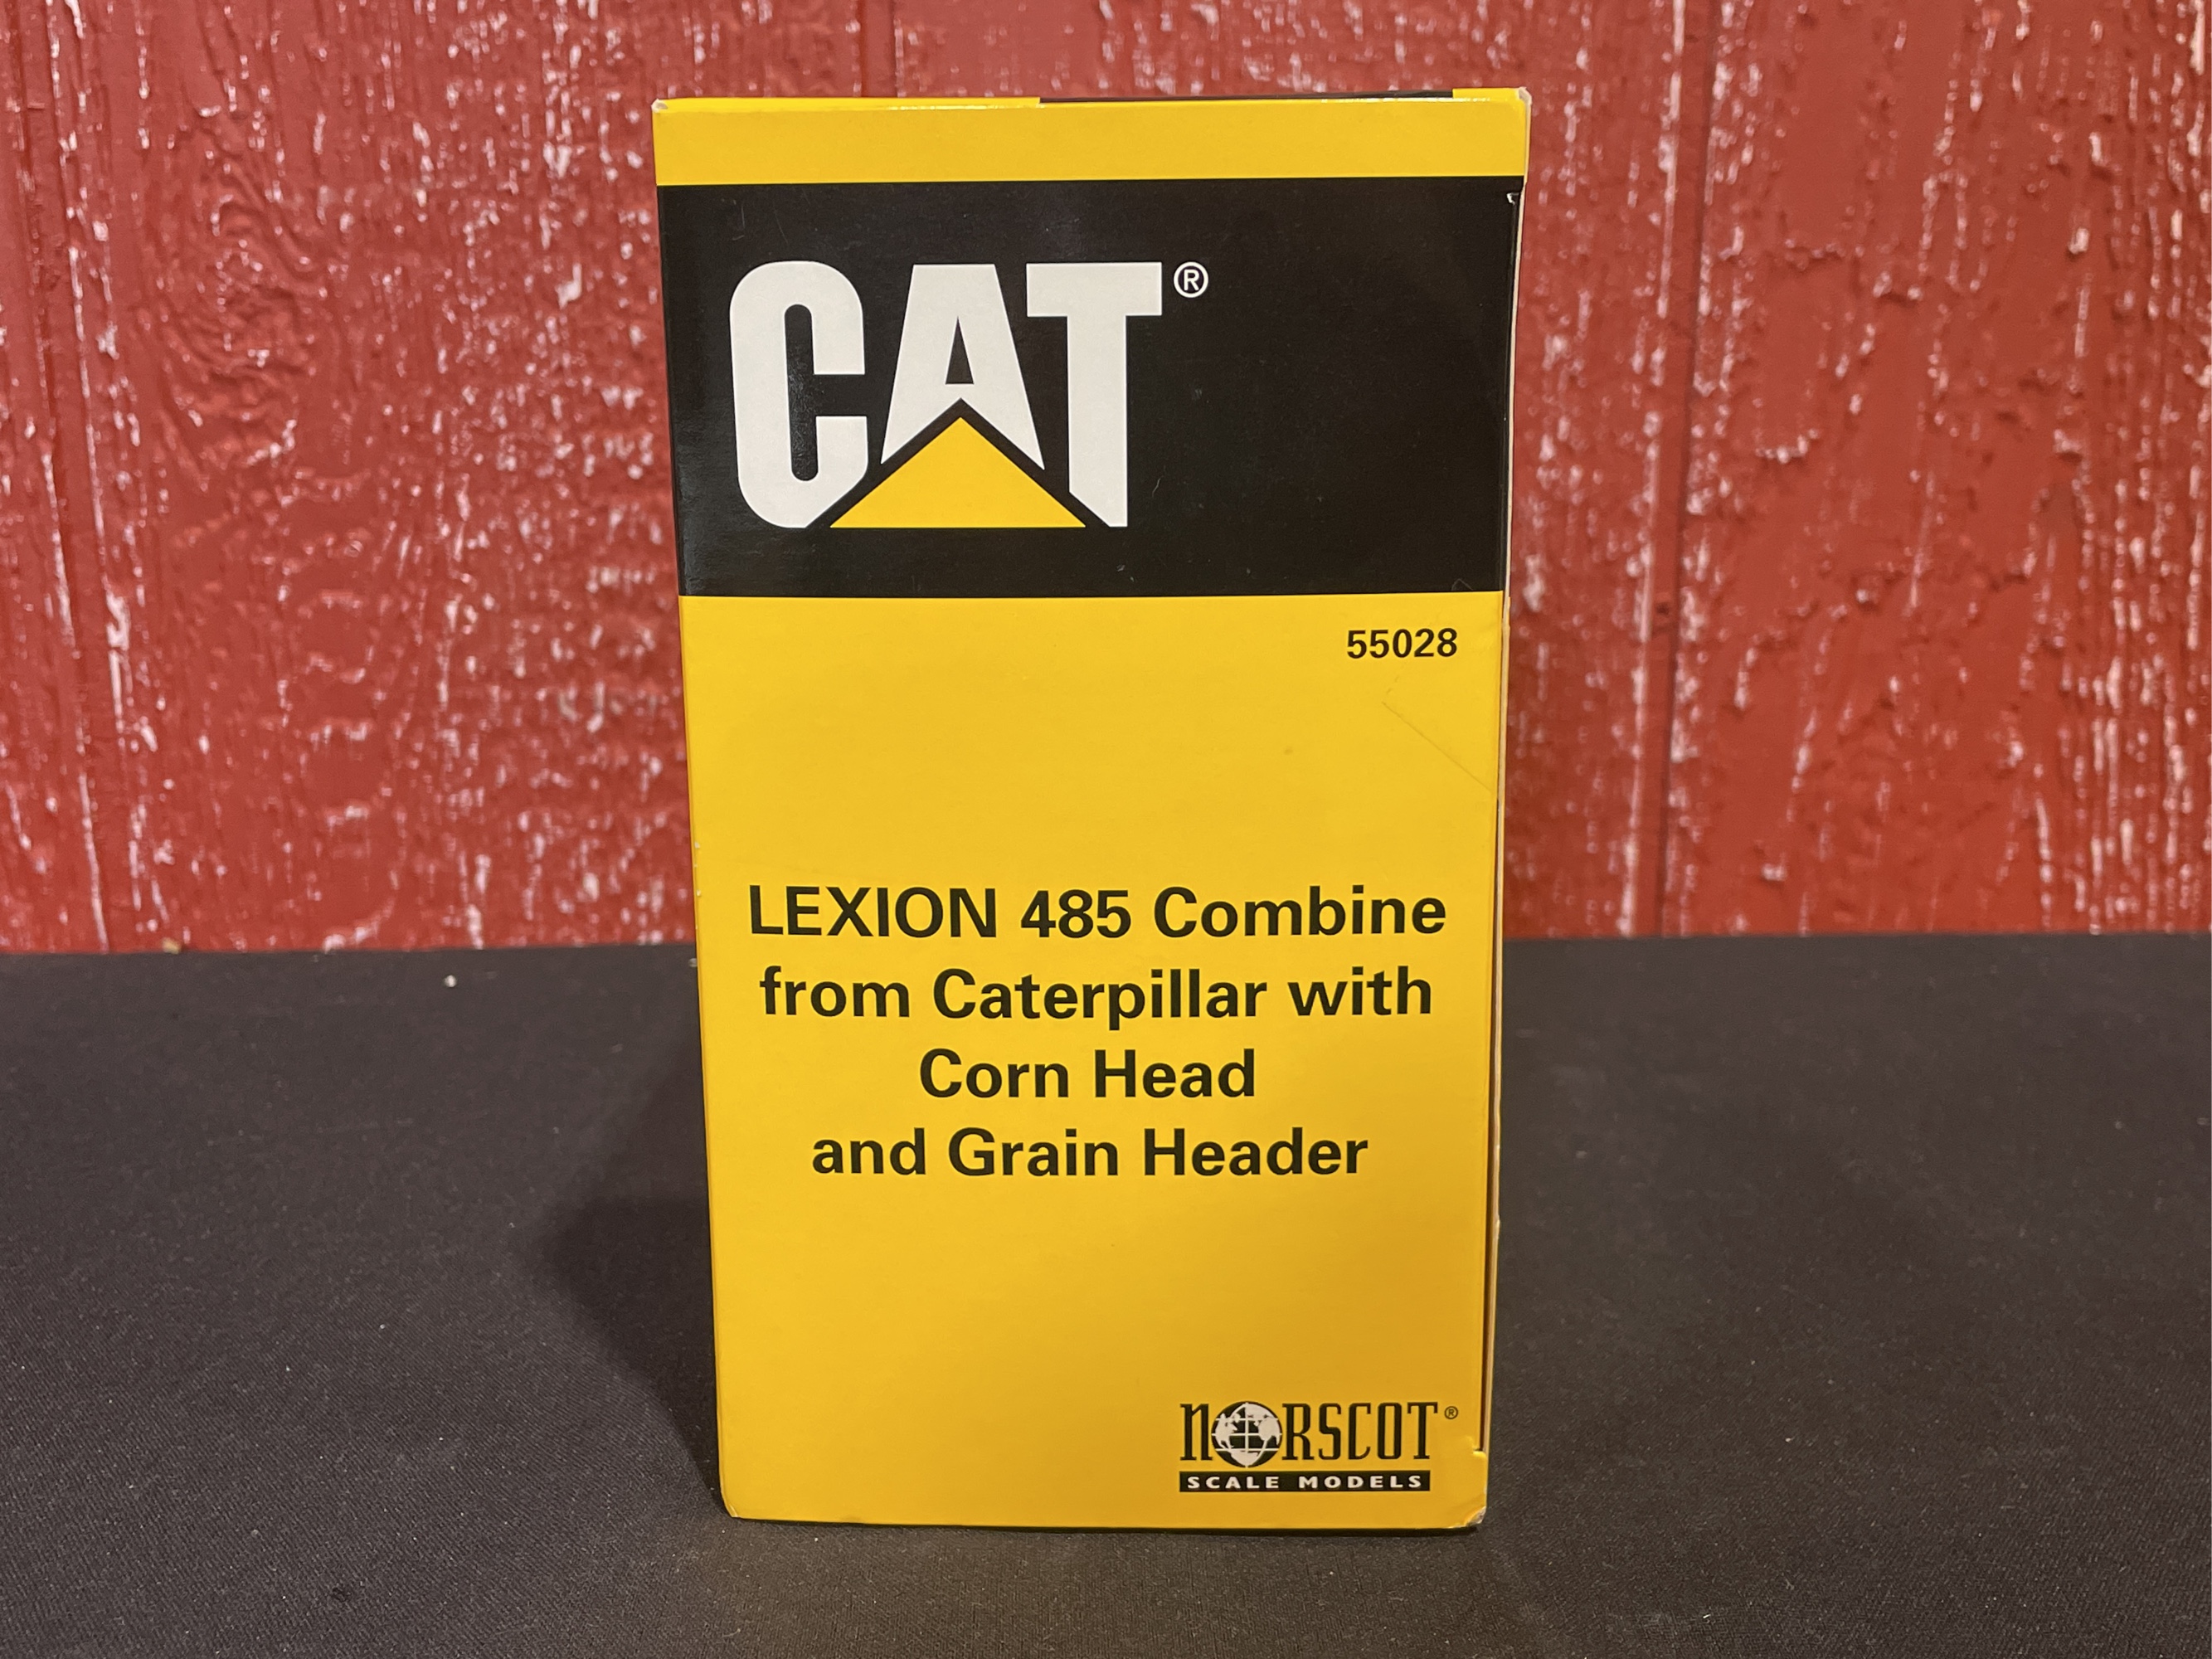 CAT®
55028
LEXION 485 Combine
from Caterpillar with
Corn Head
and Grain Header
NORSCOT®
SCALE MODELS